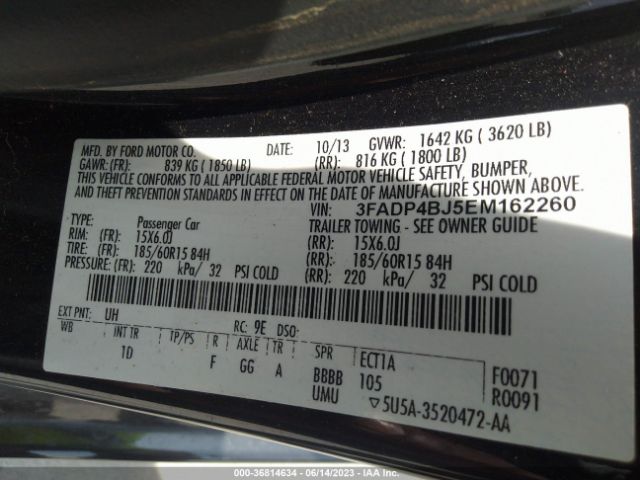 MFD. BY FORD MOTOR CO. DATE: 10/13 GVWR: 1642 KG ( 3620 LB)
GAWR: (FR): 839 KG ( 1850 LB) (RR): 816 KG ( 1800 LB)
THIS VEHICLE CONFORMS TO ALL APPLICABLE FEDERAL MOTOR VEHICLE SAFETY, BUMPER,
AND THEFT PREVENTION STANDARDS IN EFFECT ON THE DATE OF MANUFACTURE SHOWN ABOVE.
VIN: 3FADP4BJ5EM162260
TYPE: Passenger Car TRAILER TOWING - SEE OWNER GUIDE
RIM: (FR): 15X6.0J (RR): 15X6.0J
TIRE: (FR): 185/60R15 84H (RR): 185/60R15 84H
PRESSURE: (FR): 220 kPa/ 32 PSI COLD (RR): 220 kPa/ 32 PSI COLD
EXT PNT: UH RC: 9E DSO:
WB INT TR TP/PS R AXLE TR SPR ECT1A F0071
1D F GG A BBBB 105 R0091
UMU ▽5U5A-3520472-AA
000-36814634 06/14/2023 IAA Inc.